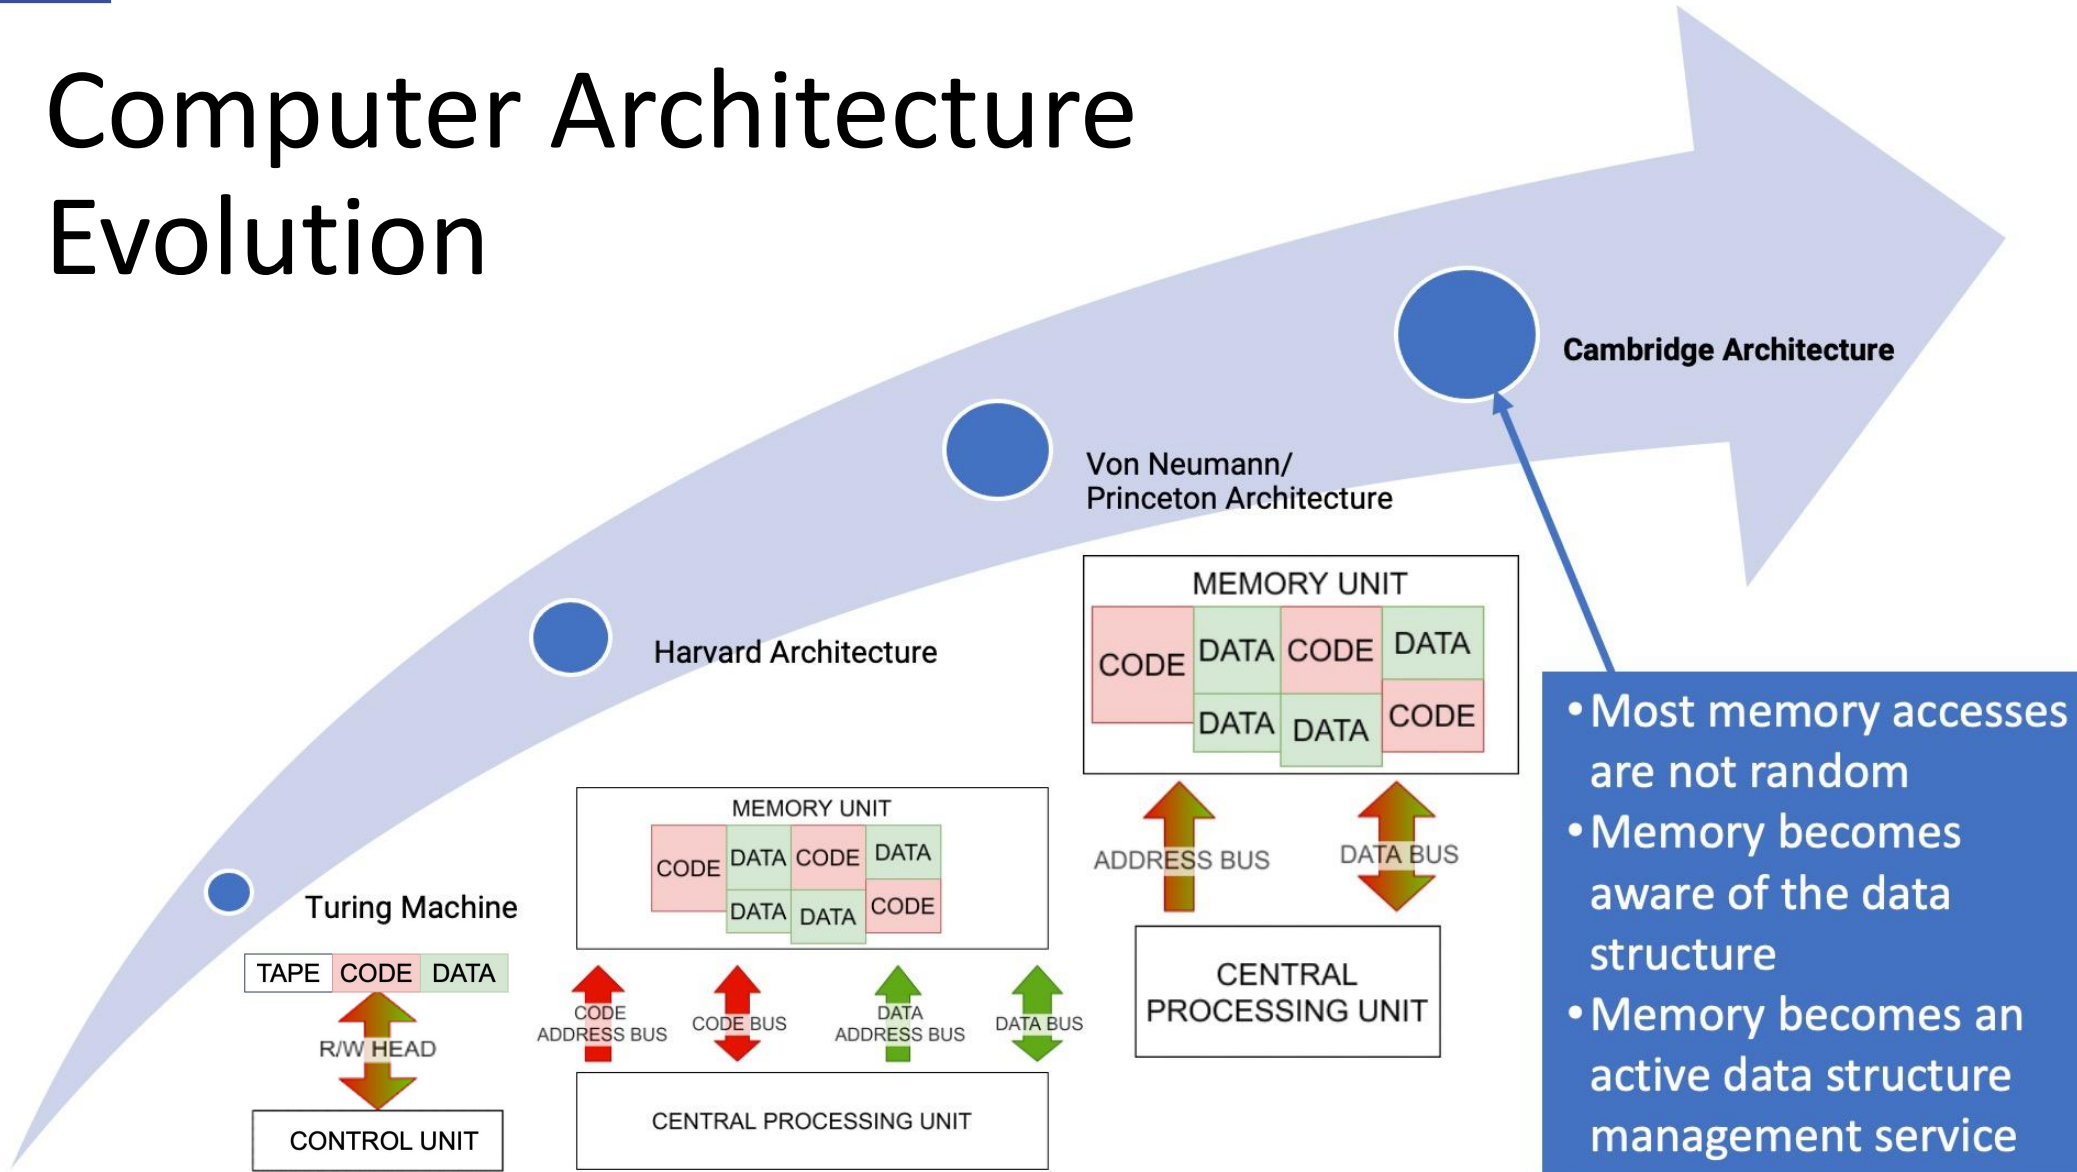 Computer Architecture
Evolution
Cambridge Architecture
Von Neumann/
Princeton Architecture
Harvard Architecture
Turing Machine
TAPE CODE DATA
R/W HEAD
CONTROL UNIT
MEMORY UNIT
CODE DATA CODE DATA
DATA DATA CODE
CODE
ADDRESS BUS
CODE BUS
DATA
ADDRESS BUS
DATA BUS
CENTRAL PROCESSING UNIT
MEMORY UNIT
CODE DATA CODE DATA
DATA DATA CODE
ADDRESS BUS
DATA BUS
CENTRAL
PROCESSING UNIT
• Most memory accesses
are not random
• Memory becomes
aware of the data
structure
• Memory becomes an
active data structure
management service